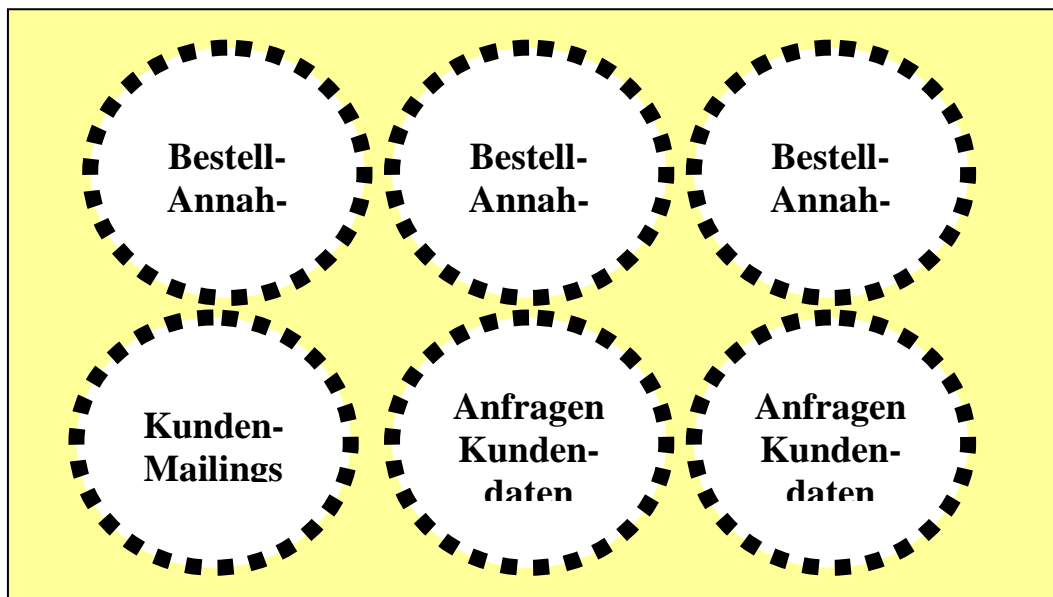 Bestell-
Annah-
Bestell-
Annah-
Bestell-
Annah-
Kunden-
Mailings
Anfragen
Kunden-
daten
Anfragen
Kunden-
daten